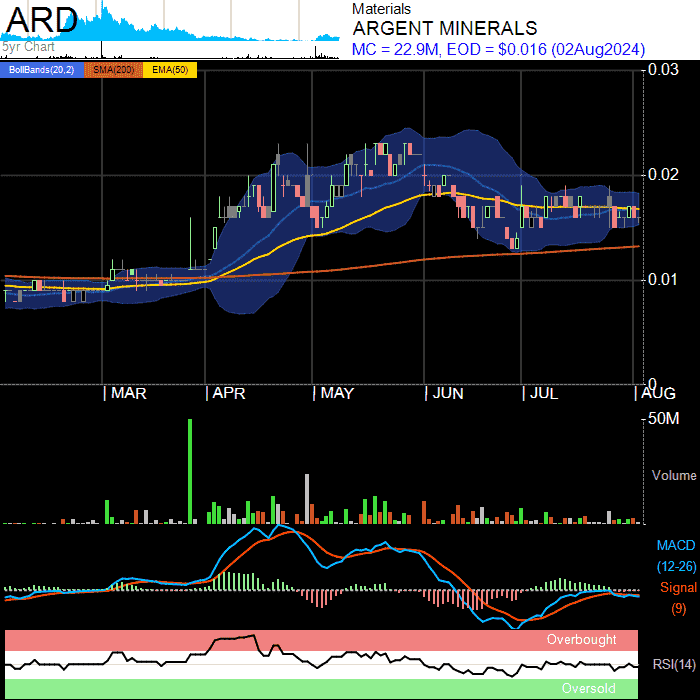 ARD
5yr Chart
Materials
ARGENT MINERALS
MC = 22.9M, EOD = $0.016 (02Aug2024)
BollBands(20,2) SMA(200) EMA(50)
0.03
0.02
0.01
0
MAR APR MAY JUN JUL AUG
50M
Volume
MACD
(12-26)
Signal
(9)
Overbought
RSI(14)
Oversold